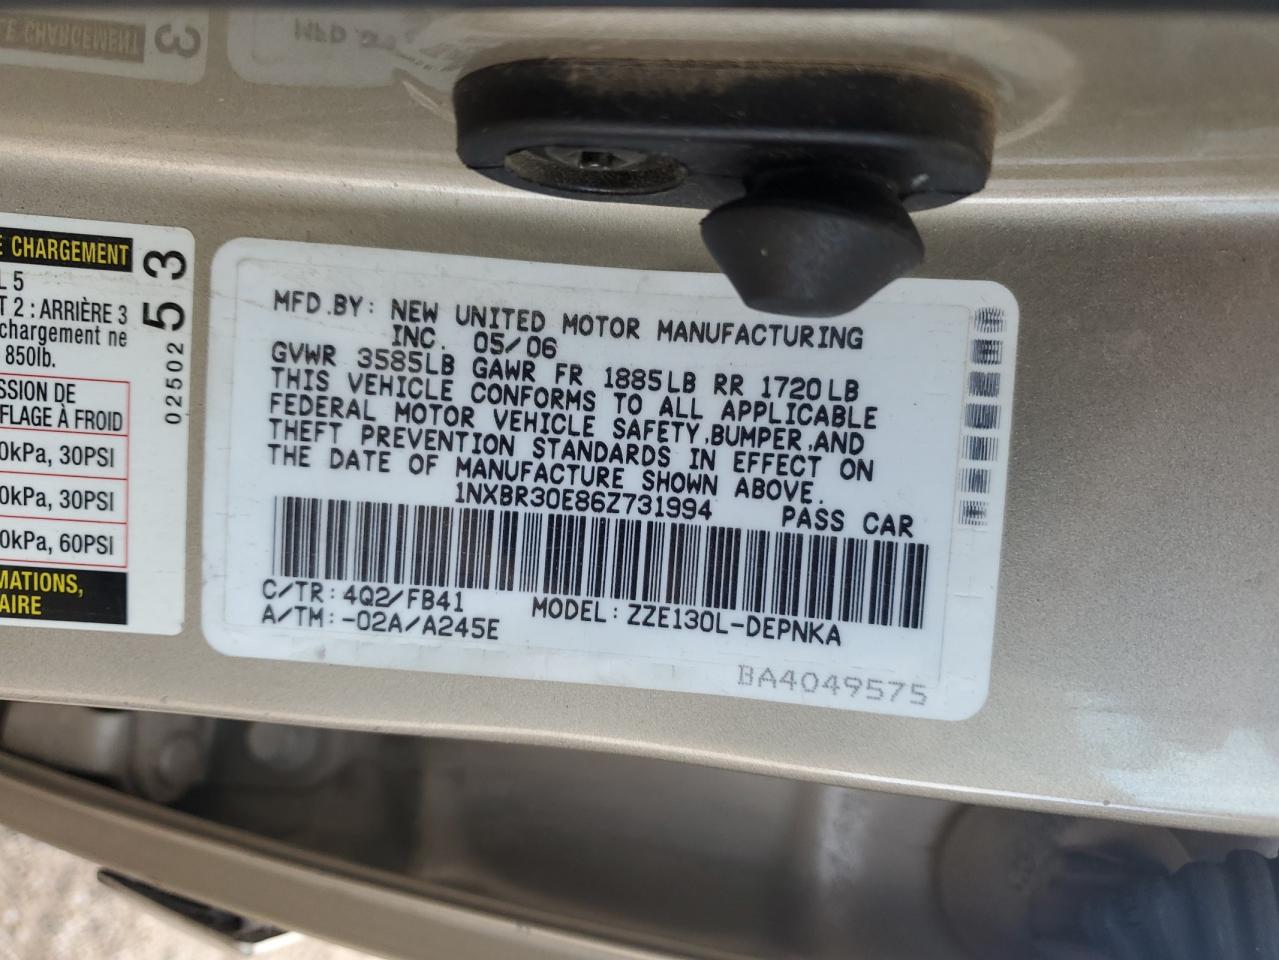 E CHARGEMENT
3
MFD
E CHARGEMENT
L 5
T 2 : ARRIÈRE 3
chargement ne
850lb.
SSION DE
FLAGE À FROID
0kPa, 30PSI
0kPa, 30PSI
0kPa, 60PSI
MATIONS,
AIRE
02502 53
MFD.BY: NEW UNITED MOTOR MANUFACTURING
INC. 05/06
GVWR 3585LB GAWR FR 1885LB RR 1720LB
THIS VEHICLE CONFORMS TO ALL APPLICABLE
FEDERAL MOTOR VEHICLE SAFETY,BUMPER,AND
THEFT PREVENTION STANDARDS IN EFFECT ON
THE DATE OF MANUFACTURE SHOWN ABOVE.
1NXBR30E86Z731994 PASS CAR
C/TR: 4Q2/FB41 MODEL: ZZE130L-DEPNKA
A/TM:-02A/A245E
BA4049575